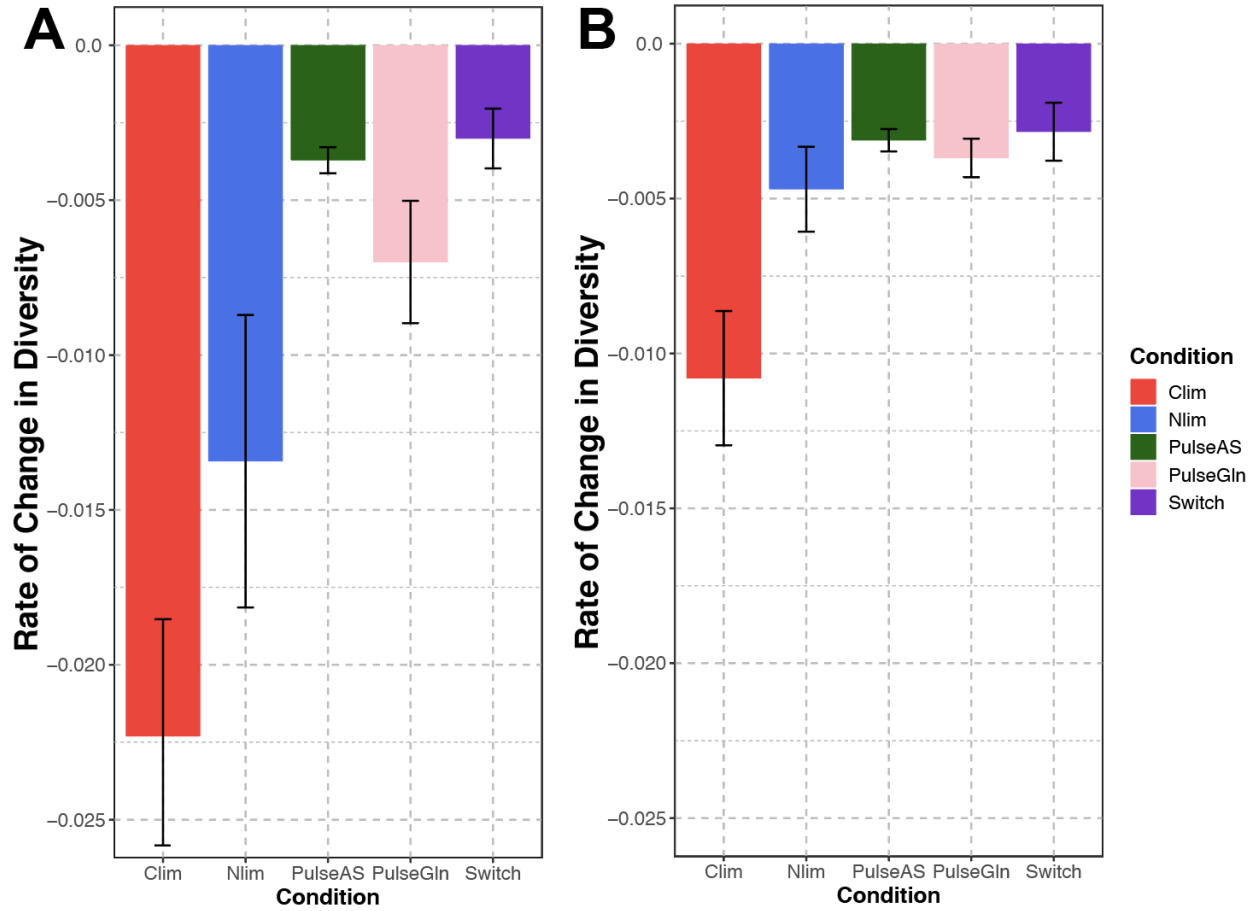 A
Rate of Change in Diversity
0.0
−0.005
−0.010
−0.015
−0.020
−0.025
Clim Nlim PulseAS PulseGln Switch
Condition
B
Rate of Change in Diversity
0.0
−0.005
−0.010
−0.015
−0.020
−0.025
Clim Nlim PulseAS PulseGln Switch
Condition
Condition
Clim
Nlim
PulseAS
PulseGln
Switch